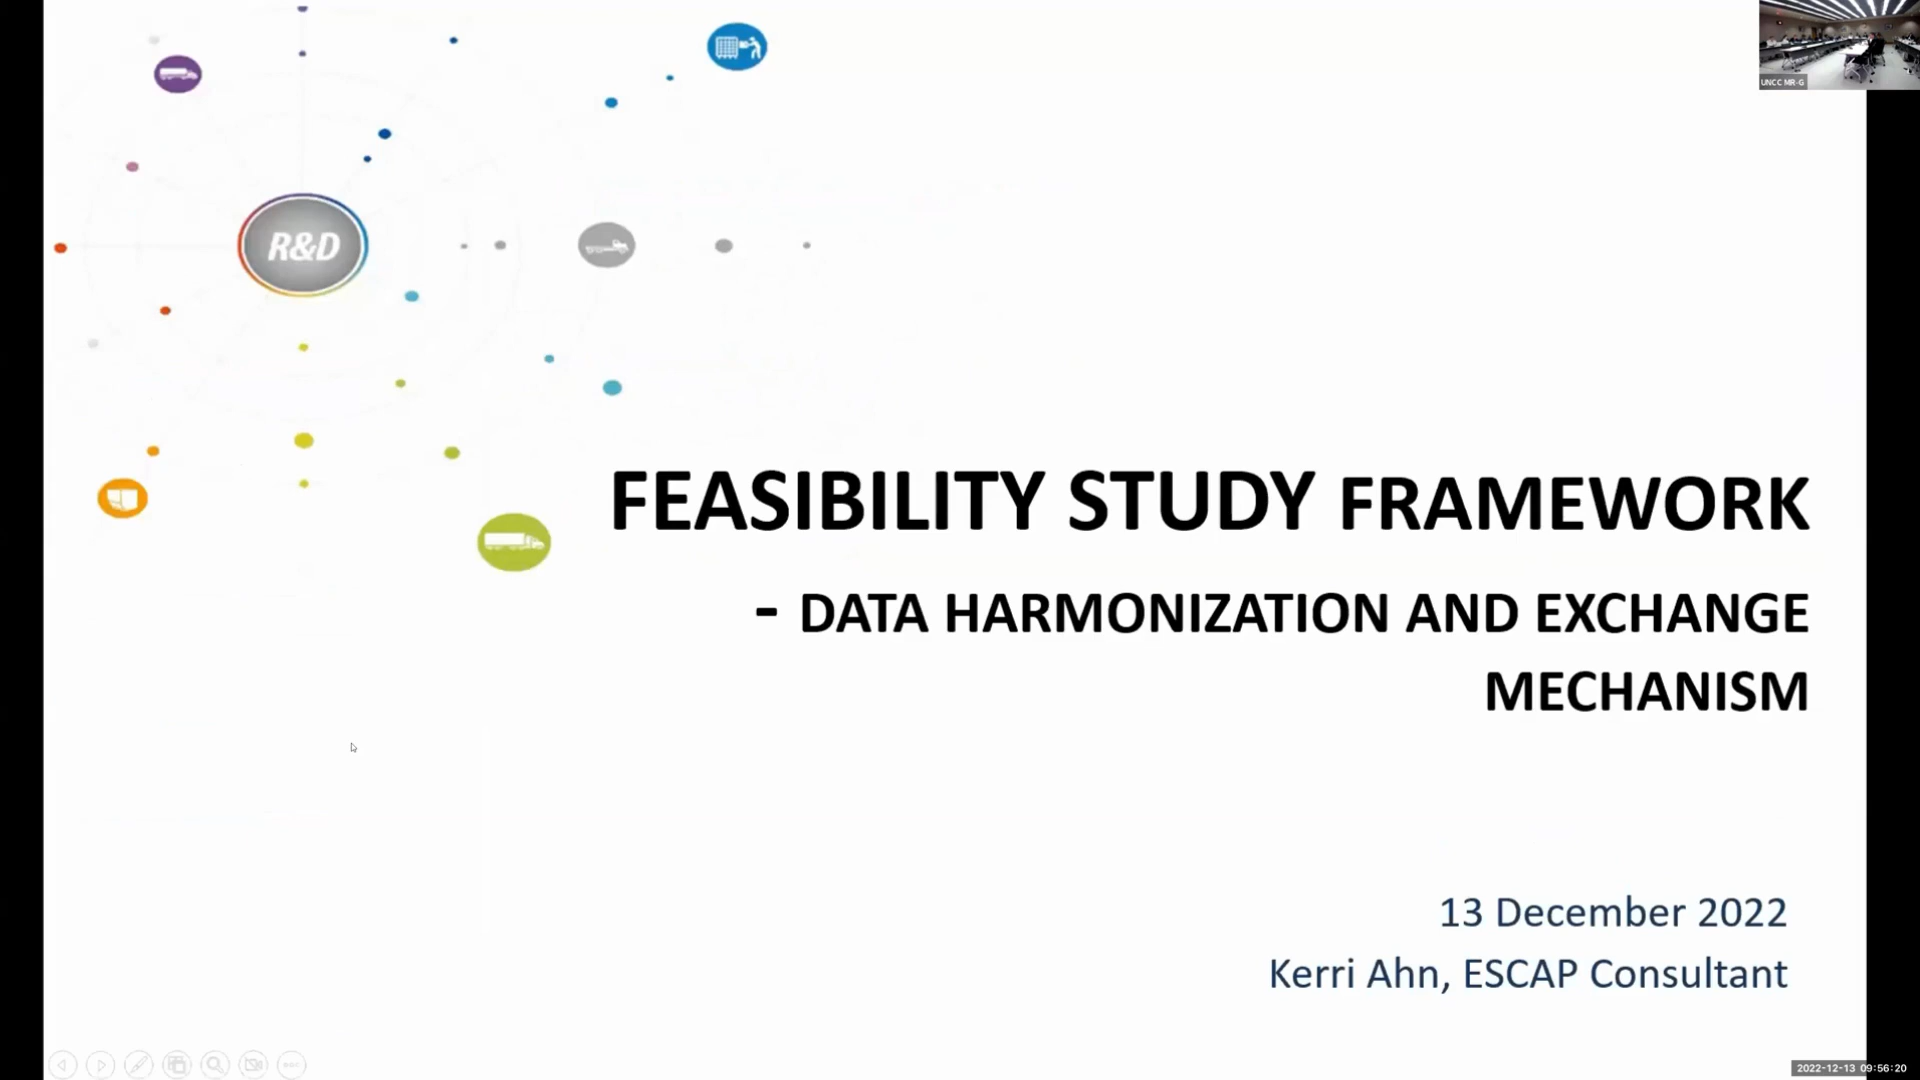 UNCC MR-G
R&D
FEASIBILITY STUDY FRAMEWORK
- DATA HARMONIZATION AND EXCHANGE
MECHANISM
13 December 2022
Kerri Ahn, ESCAP Consultant
2022-12-13 09:56:20